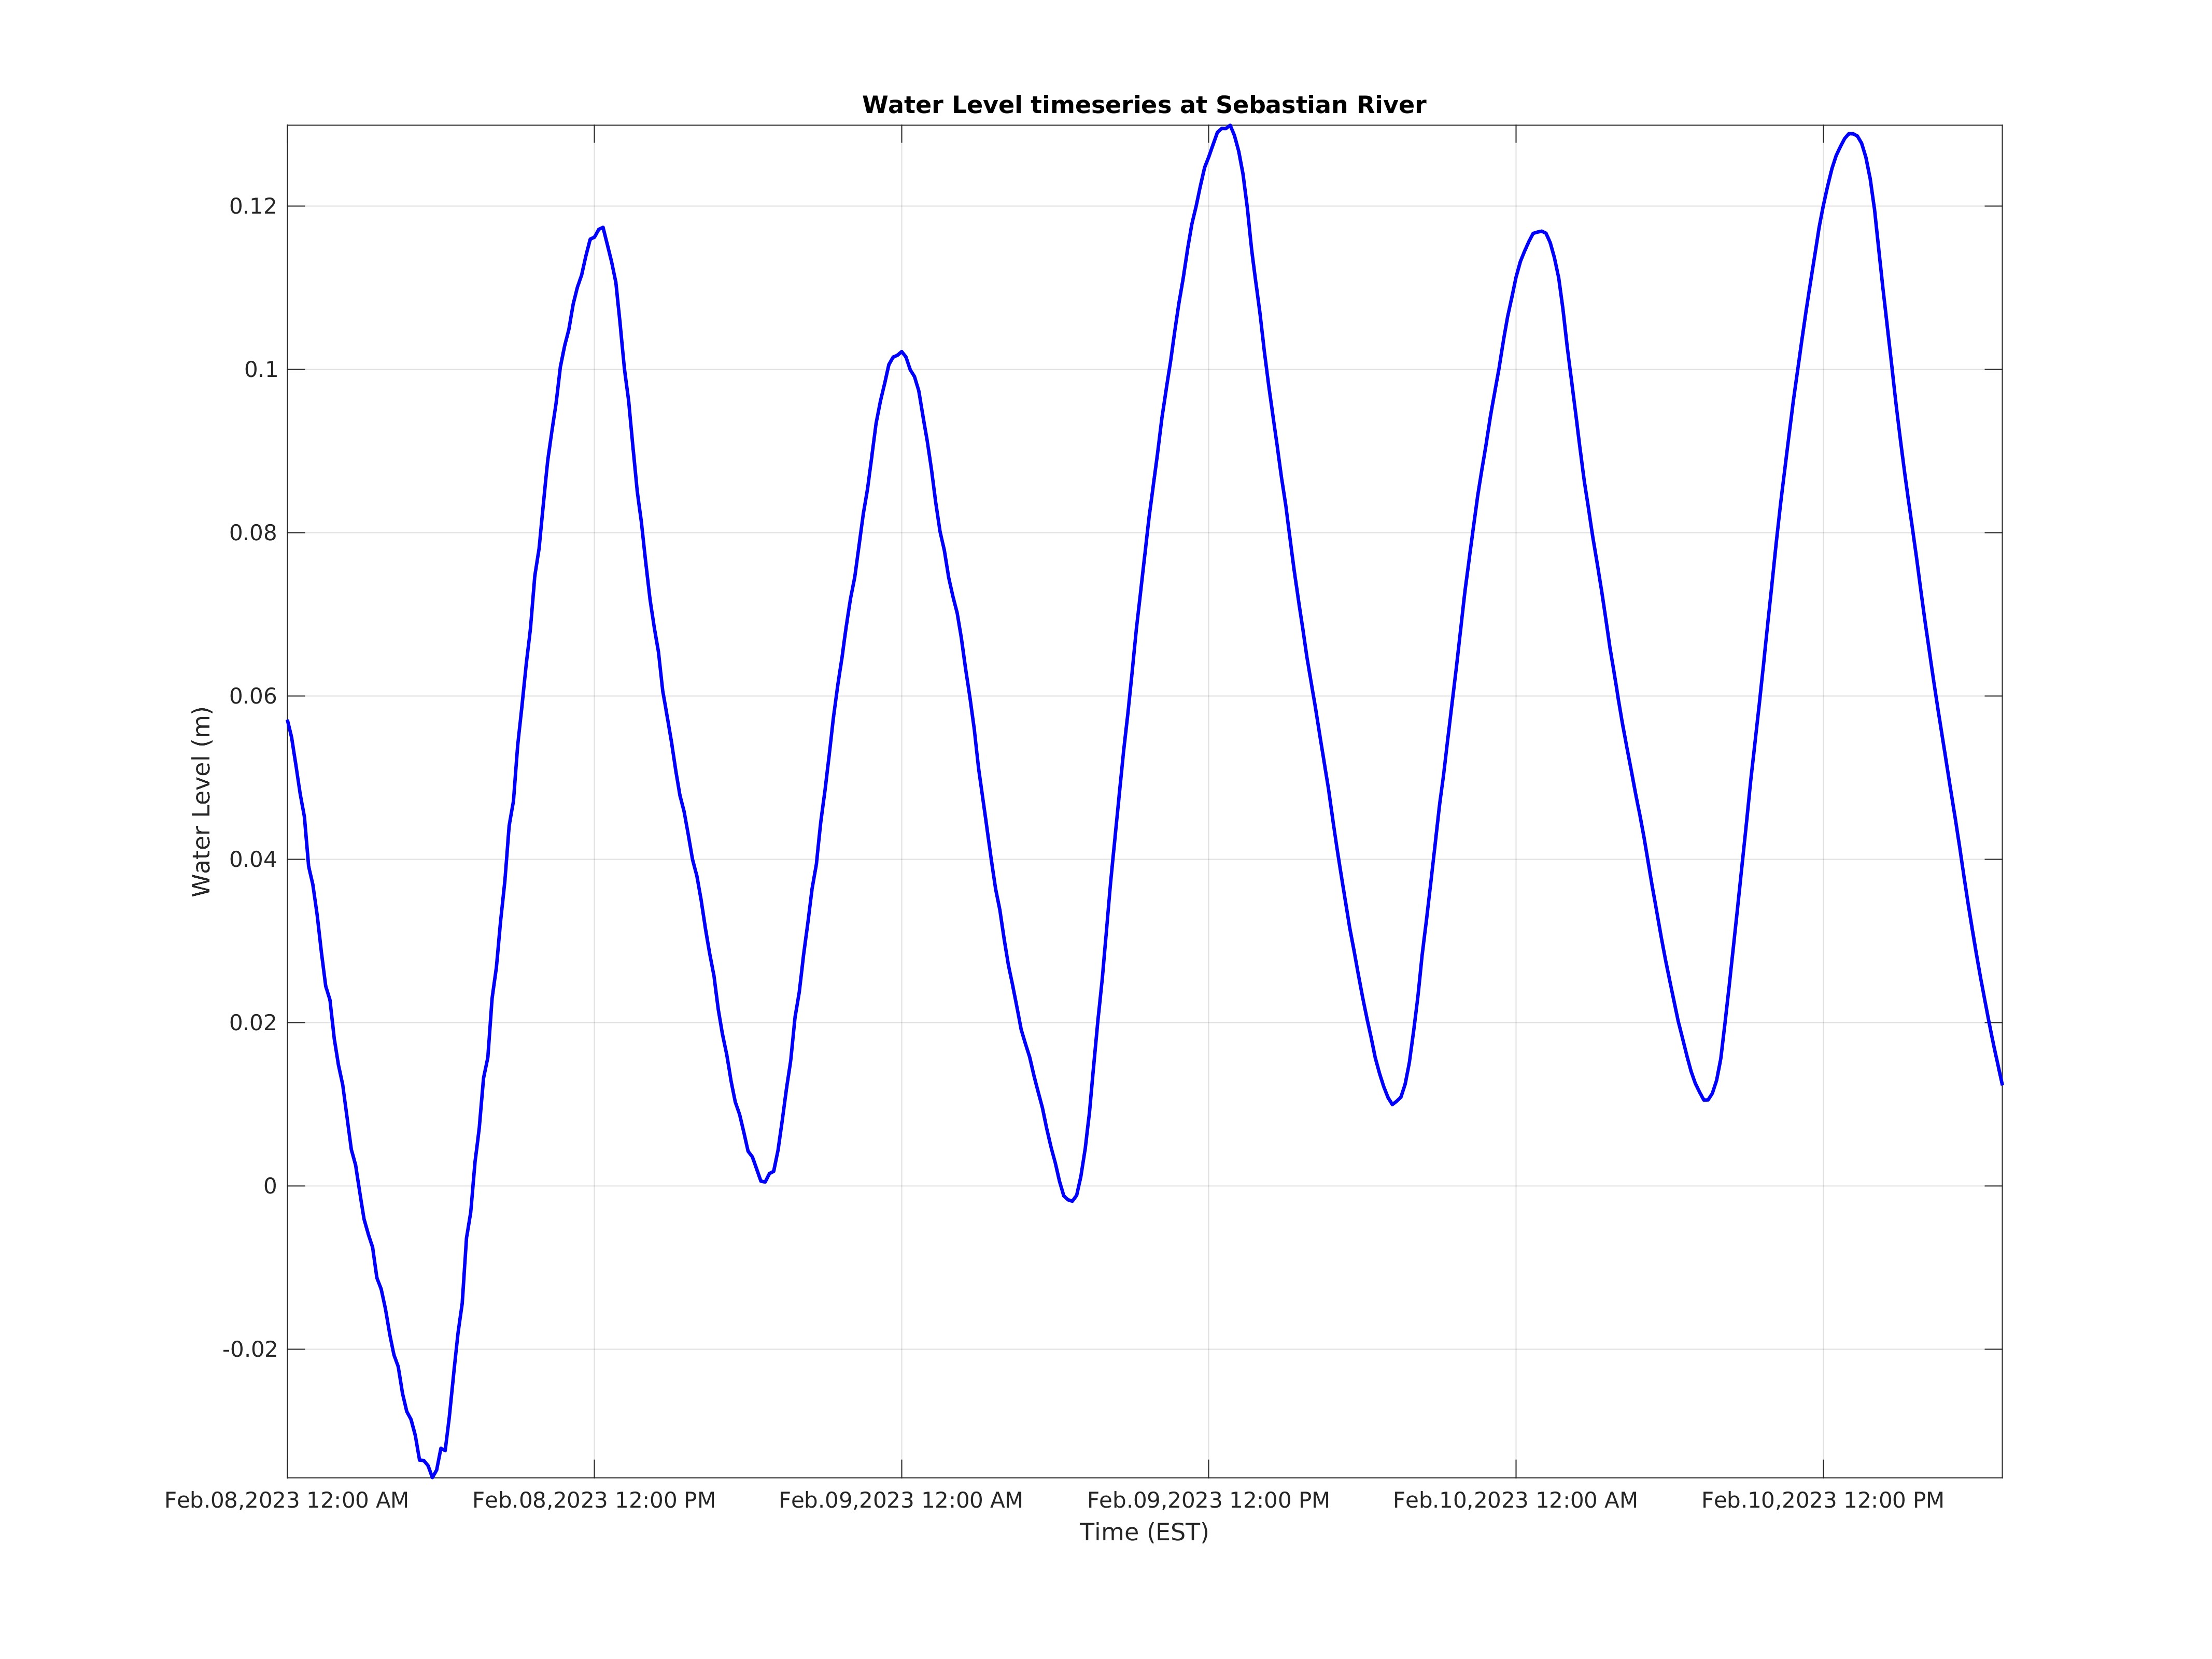 Water Level timeseries at Sebastian River
0.12
0.1
0.08
0.06
0.04
0.02
0
-0.02
Water Level (m)
Feb.08,2023 12:00 AM Feb.08,2023 12:00 PM Feb.09,2023 12:00 AM Feb.09,2023 12:00 PM Feb.10,2023 12:00 AM Feb.10,2023 12:00 PM
Time (EST)